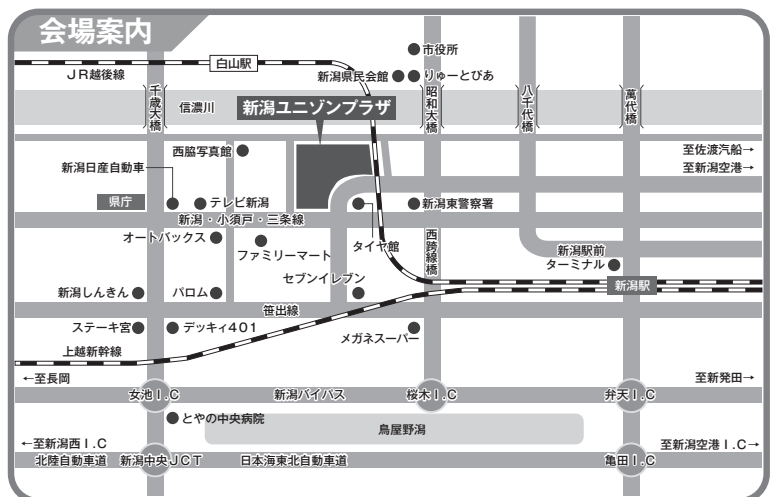 会場案内
市役所
白山駅
JR越後線
新潟県民会館
りゅーとぴあ
千歳大橋
信濃川
新潟ユニゾンプラザ
昭和大橋
八千代橋
萬代橋
西脇写真館
至佐渡汽船→
新潟日産自動車
至新潟空港→
県庁
テレビ新潟
新潟東警察署
新潟・小須戸・三条線
オートバックス
ファミリーマート
タイヤ館
西跨線橋
新潟駅前
ターミナル
セブンイレブン
新潟駅
新潟しんきん
パロム
笹出線
ステーキ宮
デッキィ401
メガネスーパー
上越新幹線
←至長岡
至新発田→
女池I.C
新潟バイパス
桜木I.C
弁天I.C
とやの中央病院
鳥屋野潟
←至新潟西I.C
至新潟空港I.C→
北陸自動車道
新潟中央JCT
日本海東北自動車道
亀田I.C